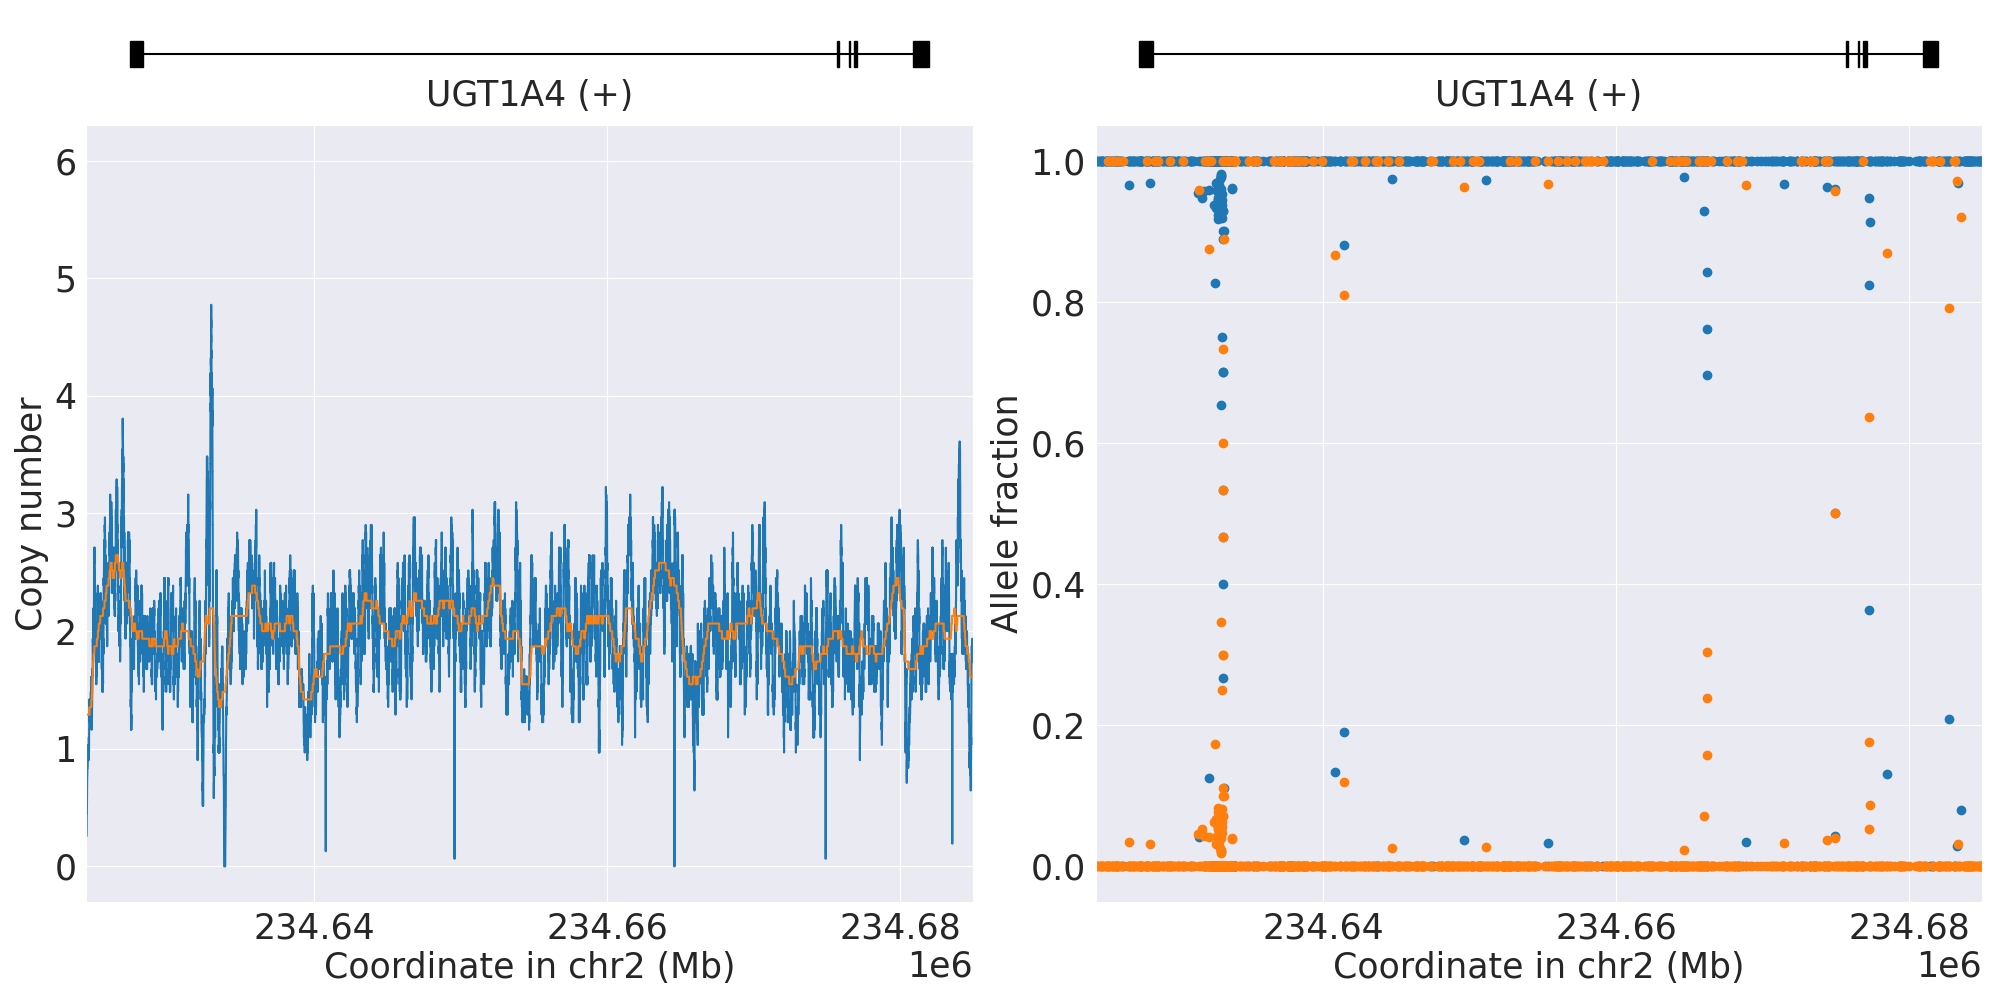 UGT1A4 (+)
6
5
4
3
2
1
0
Copy number
234.64 234.66 234.68
Coordinate in chr2 (Mb)
1e6
UGT1A4 (+)
1.0
0.8
0.6
0.4
0.2
0.0
Allele fraction
234.64 234.66 234.68
Coordinate in chr2 (Mb)
1e6